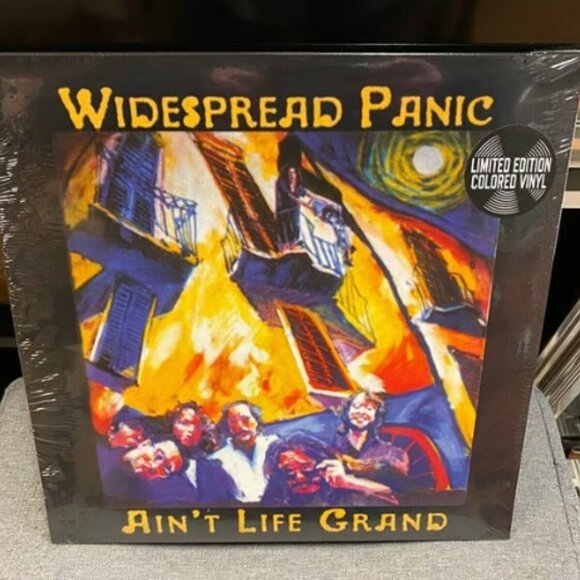 WIDESPREAD PANIC
LIMITED EDITION
COLORED VINYL
AIN'T LIFE GRAND